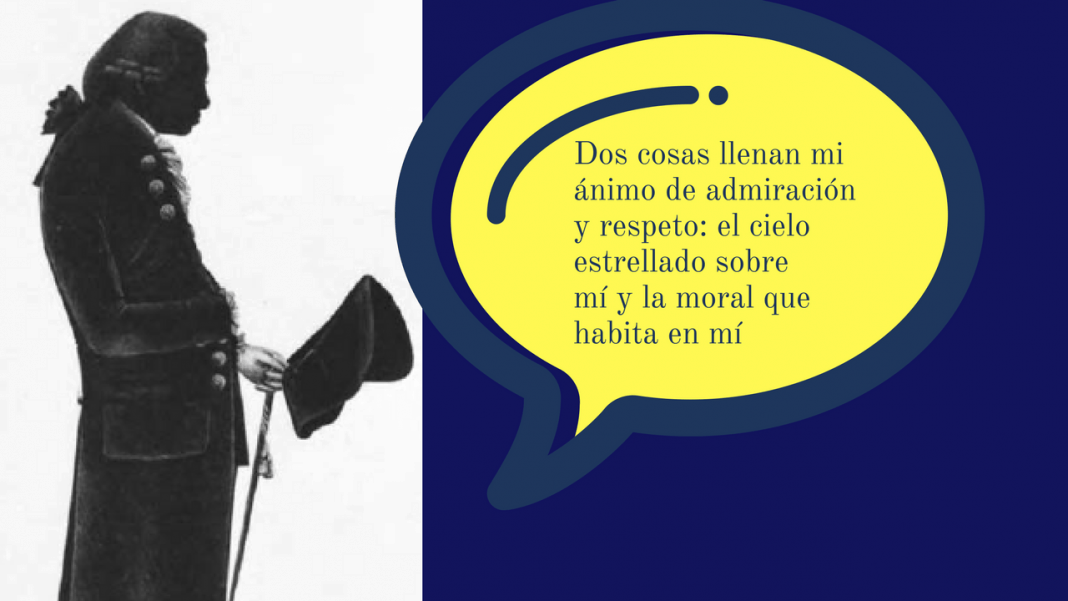 Dos cosas llenan mi
ánimo de admiración
y respeto: el cielo
estrellado sobre
mí y la moral que
habita en mí